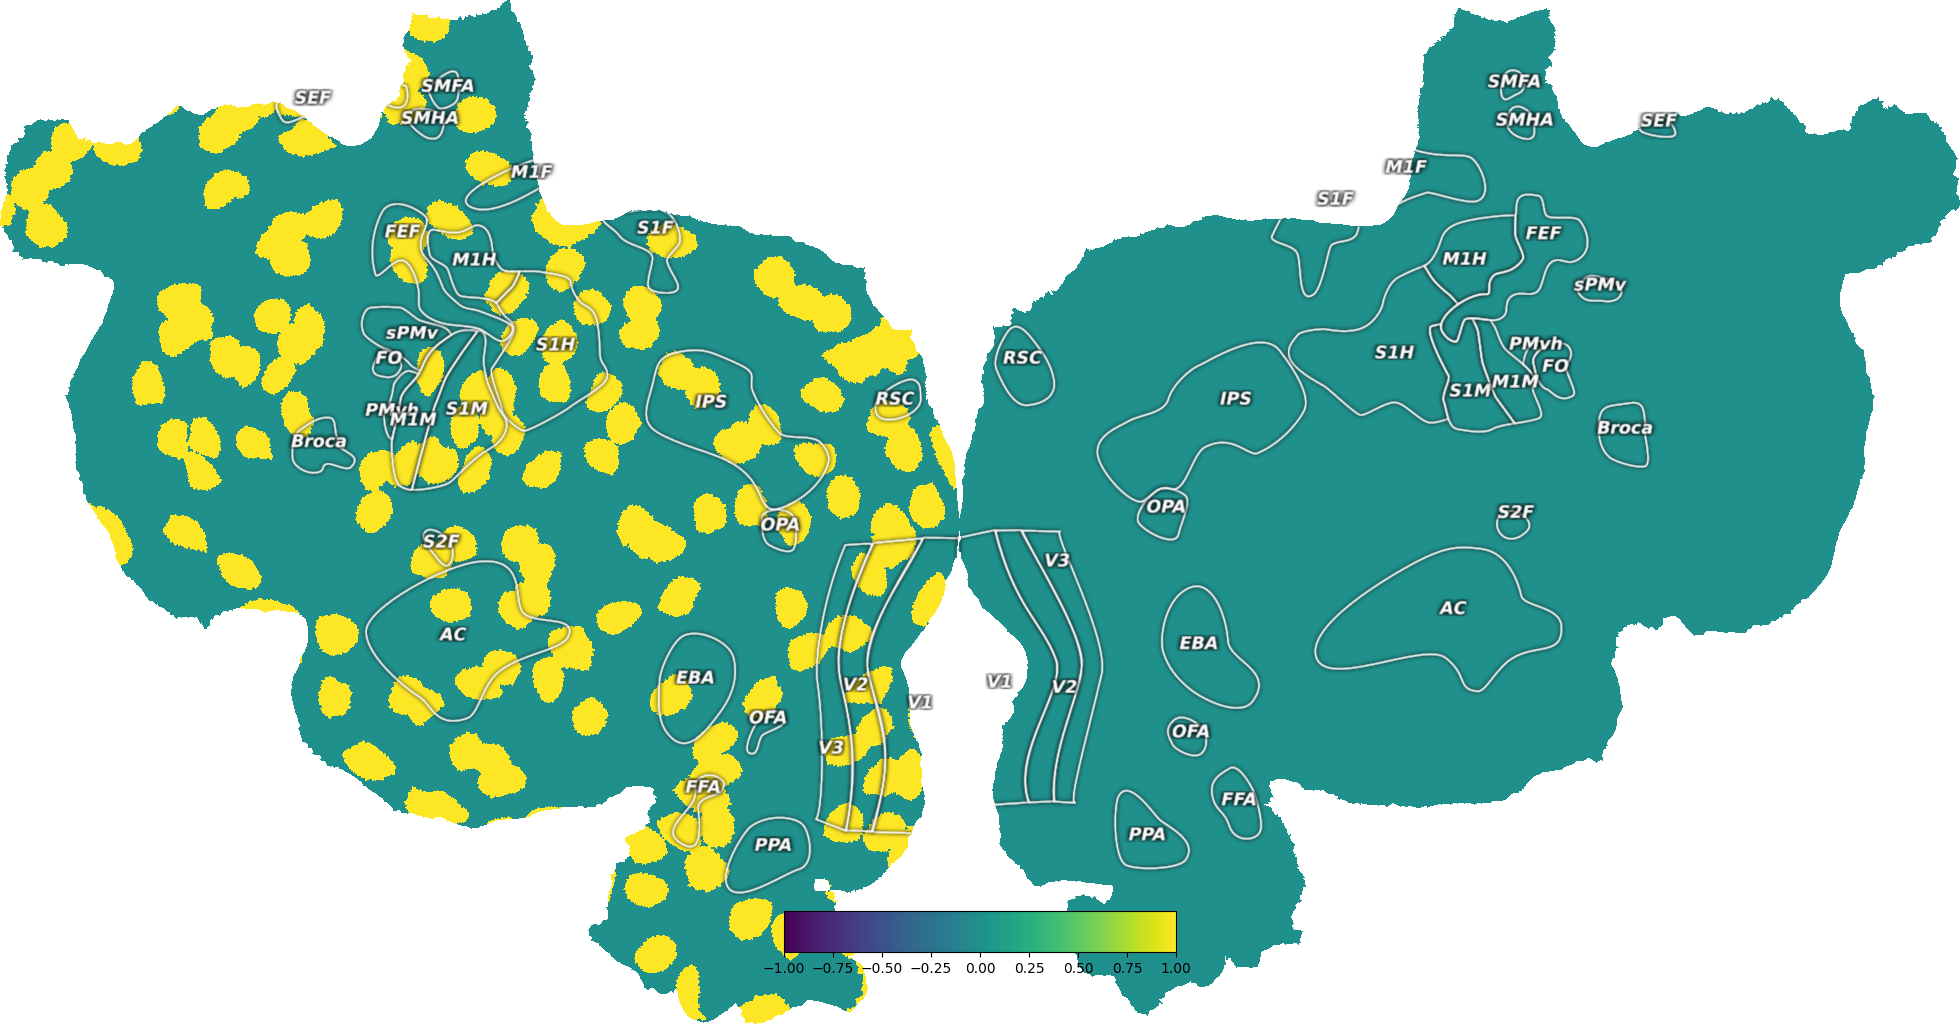 SMFA
SEF
SMHA
M1F
S1F
FEF
M1H
sPMv
FO
S1H
PMvh
M1M
S1M
Broca
IPS
RSC
OPA
S2F
AC
EBA
OFA
V2
V1
V3
FFA
PPA
SMFA
SMHA
SEF
M1F
S1F
FEF
M1H
sPMv
PMvh
FO
S1H
S1M
M1M
RSC
IPS
Broca
OPA
S2F
V3
AC
EBA
V1
V2
OFA
FFA
PPA
−1.00 −0.75 −0.50 −0.25 0.00 0.25 0.50 0.75 1.00